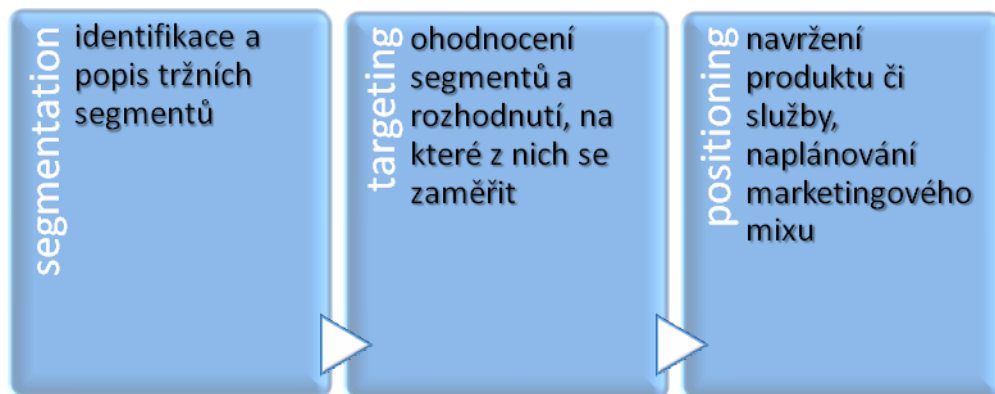 segmentation
identifikace a
popis tržních
segmentů
targeting
ohodnocení
segmentů a
rozhodnutí, na
které z nich se
zaměřit
positioning
navržení
produktu či
služby,
naplánování
marketingového
mixu